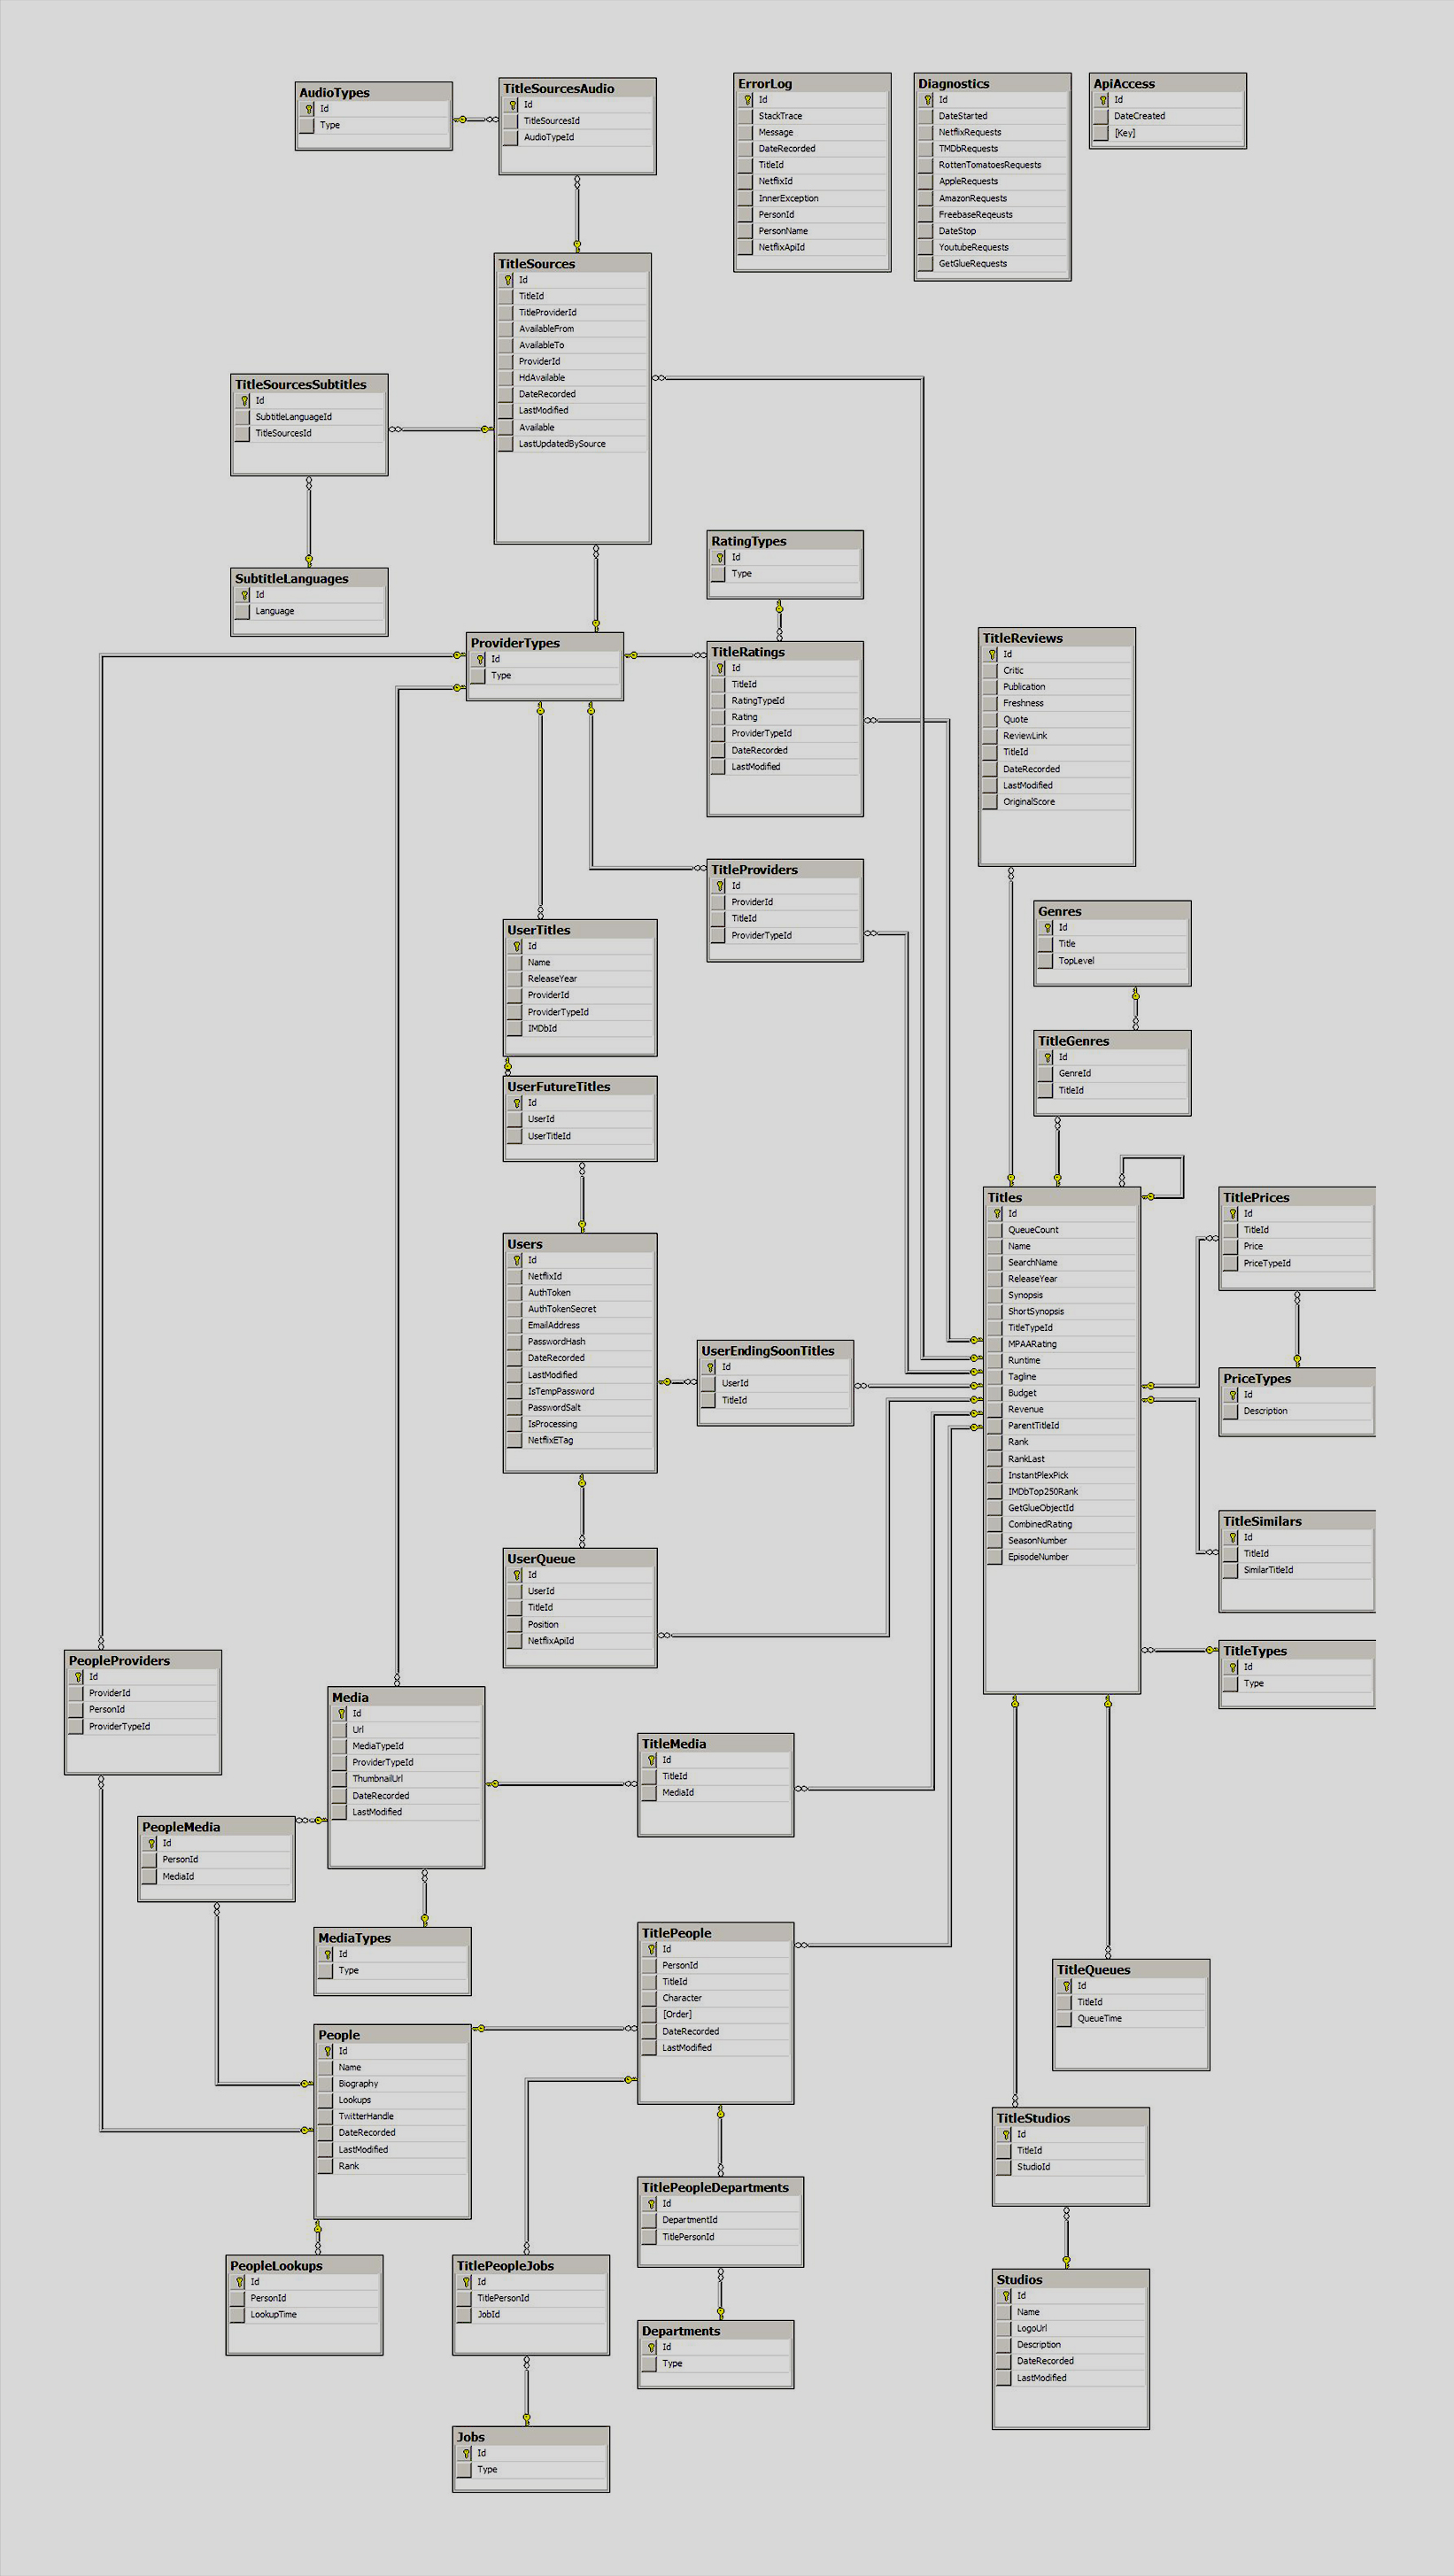 AudioTypes
Id
Type
TitleSourcesAudio
Id
TitleSourcesId
AudioTypeId
ErrorLog
Id
StackTrace
Message
DateRecorded
TitleId
NetflixId
InnerException
PersonId
PersonName
NetflixApiId
Diagnostics
Id
DateStarted
NetflixRequests
TMDbRequests
RottenTomatoesRequests
AppleRequests
AmazonRequests
FreebaseReqeusts
DateStop
YoutubeRequests
GetGlueRequests
ApiAccess
Id
DateCreated
[Key]
TitleSources
Id
TitleId
TitleProviderId
AvailableFrom
AvailableTo
ProviderId
HdAvailable
DateRecorded
LastModified
Available
LastUpdatedBySource
TitleSourcesSubtitles
Id
SubtitleLanguageId
TitleSourcesId
SubtitleLanguages
Id
Language
RatingTypes
Id
Type
ProviderTypes
Id
Type
TitleRatings
Id
TitleId
RatingTypeId
Rating
ProviderTypeId
DateRecorded
LastModified
TitleReviews
Id
Critic
Publication
Freshness
Quote
ReviewLink
TitleId
DateRecorded
LastModified
OriginalScore
TitleProviders
Id
ProviderId
TitleId
ProviderTypeId
Genres
Id
Title
TopLevel
UserTitles
Id
Name
ReleaseYear
ProviderId
ProviderTypeId
IMDbId
TitleGenres
Id
GenreId
TitleId
UserFutureTitles
Id
UserId
UserTitleId
Titles
Id
QueueCount
Name
SearchName
ReleaseYear
Synopsis
ShortSynopsis
TitleTypeId
MPAARating
Runtime
Tagline
Budget
Revenue
ParentTitleId
Rank
RankLast
InstantPlexPick
IMDbTop250Rank
GetGlueObjectId
CombinedRating
SeasonNumber
EpisodeNumber
TitlePrices
Id
TitleId
Price
PriceTypeId
Users
Id
NetflixId
AuthToken
AuthTokenSecret
EmailAddress
PasswordHash
DateRecorded
LastModified
IsTempPassword
PasswordSalt
IsProcessing
NetflixETag
UserEndingSoonTitles
Id
UserId
TitleId
PriceTypes
Id
Description
TitleSimilars
Id
TitleId
SimilarTitleId
UserQueue
Id
UserId
TitleId
Position
NetflixApiId
TitleTypes
Id
Type
PeopleProviders
Id
ProviderId
PersonId
ProviderTypeId
Media
Id
Url
MediaTypeId
ProviderTypeId
ThumbnailUrl
DateRecorded
LastModified
TitleMedia
Id
TitleId
MediaId
PeopleMedia
Id
PersonId
MediaId
MediaTypes
Id
Type
TitlePeople
Id
PersonId
TitleId
Character
[Order]
DateRecorded
LastModified
TitleQueues
Id
TitleId
QueueTime
People
Id
Name
Biography
Lookups
TwitterHandle
DateRecorded
LastModified
Rank
TitleStudios
Id
TitleId
StudioId
TitlePeopleDepartments
Id
DepartmentId
TitlePersonId
PeopleLookups
Id
PersonId
LookupTime
TitlePeopleJobs
Id
TitlePersonId
JobId
Studios
Id
Name
LogoUrl
Description
DateRecorded
LastModified
Departments
Id
Type
Jobs
Id
Type